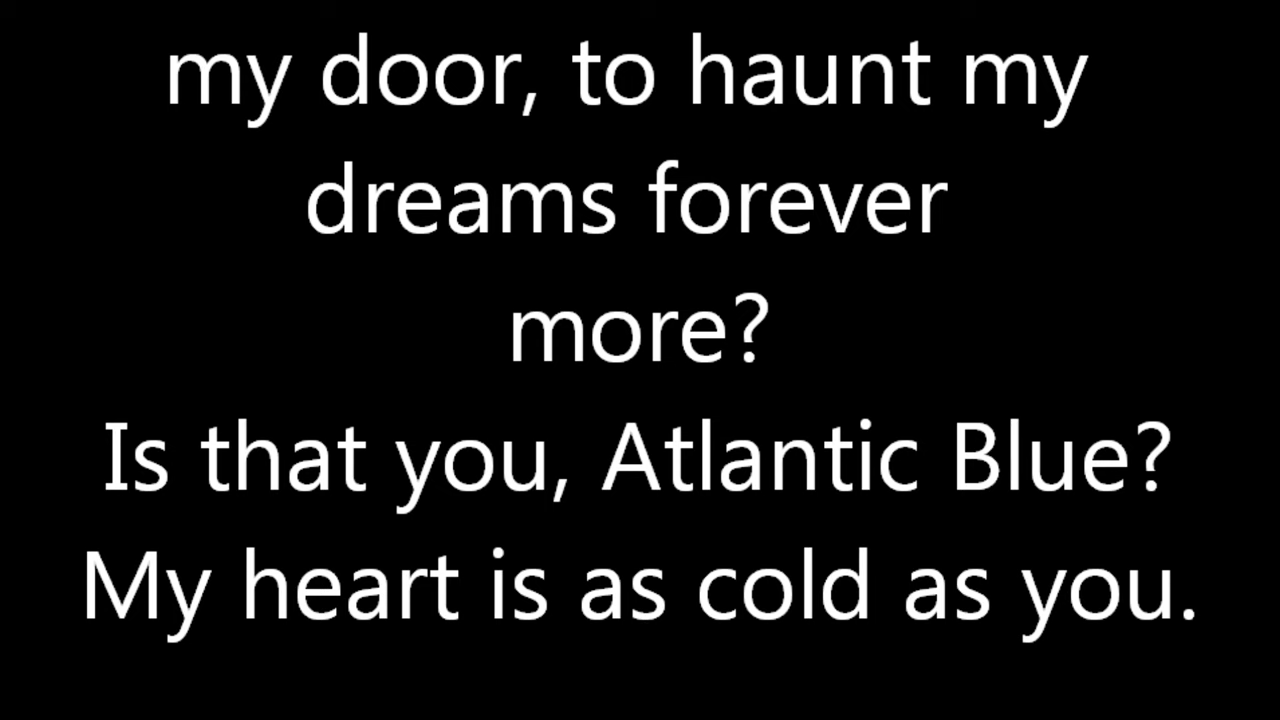 my door, to haunt my
dreams forever
more?
Is that you, Atlantic Blue?
My heart is as cold as you.